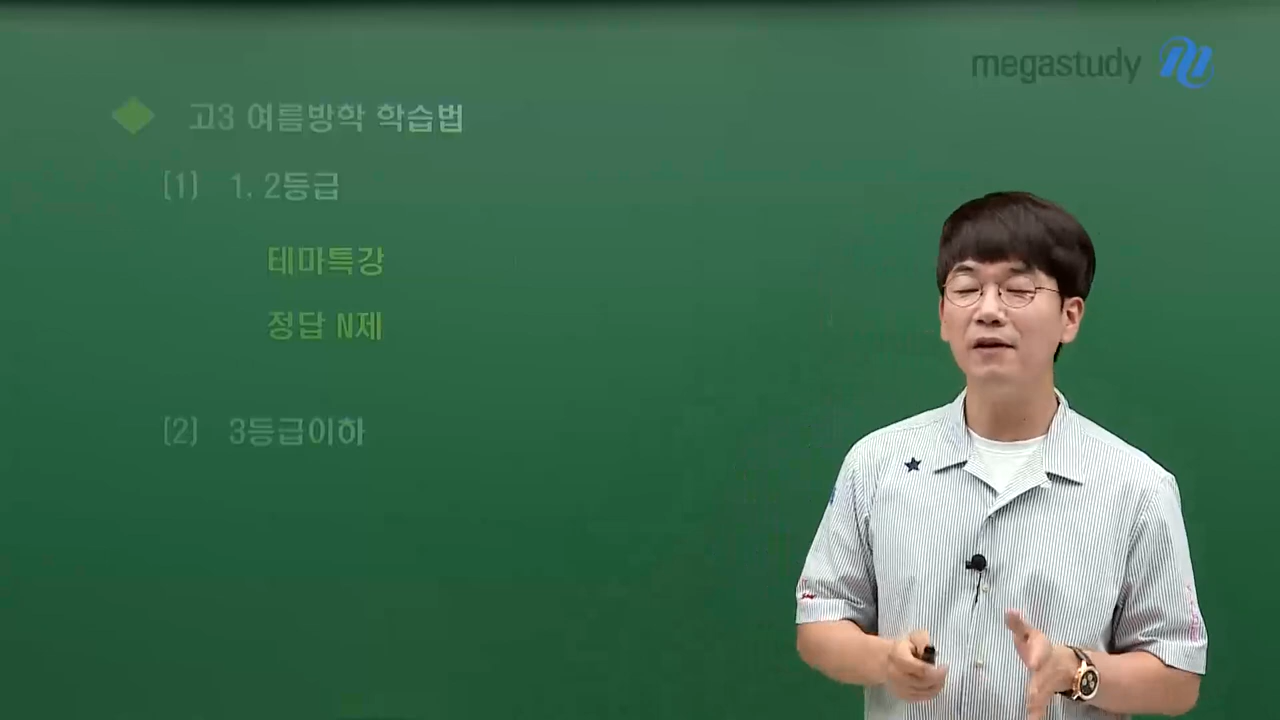 megastudy
고3 여름방학 학습법
(1) 1. 2등급
테마특강
정답 N제
(2) 3등급이하